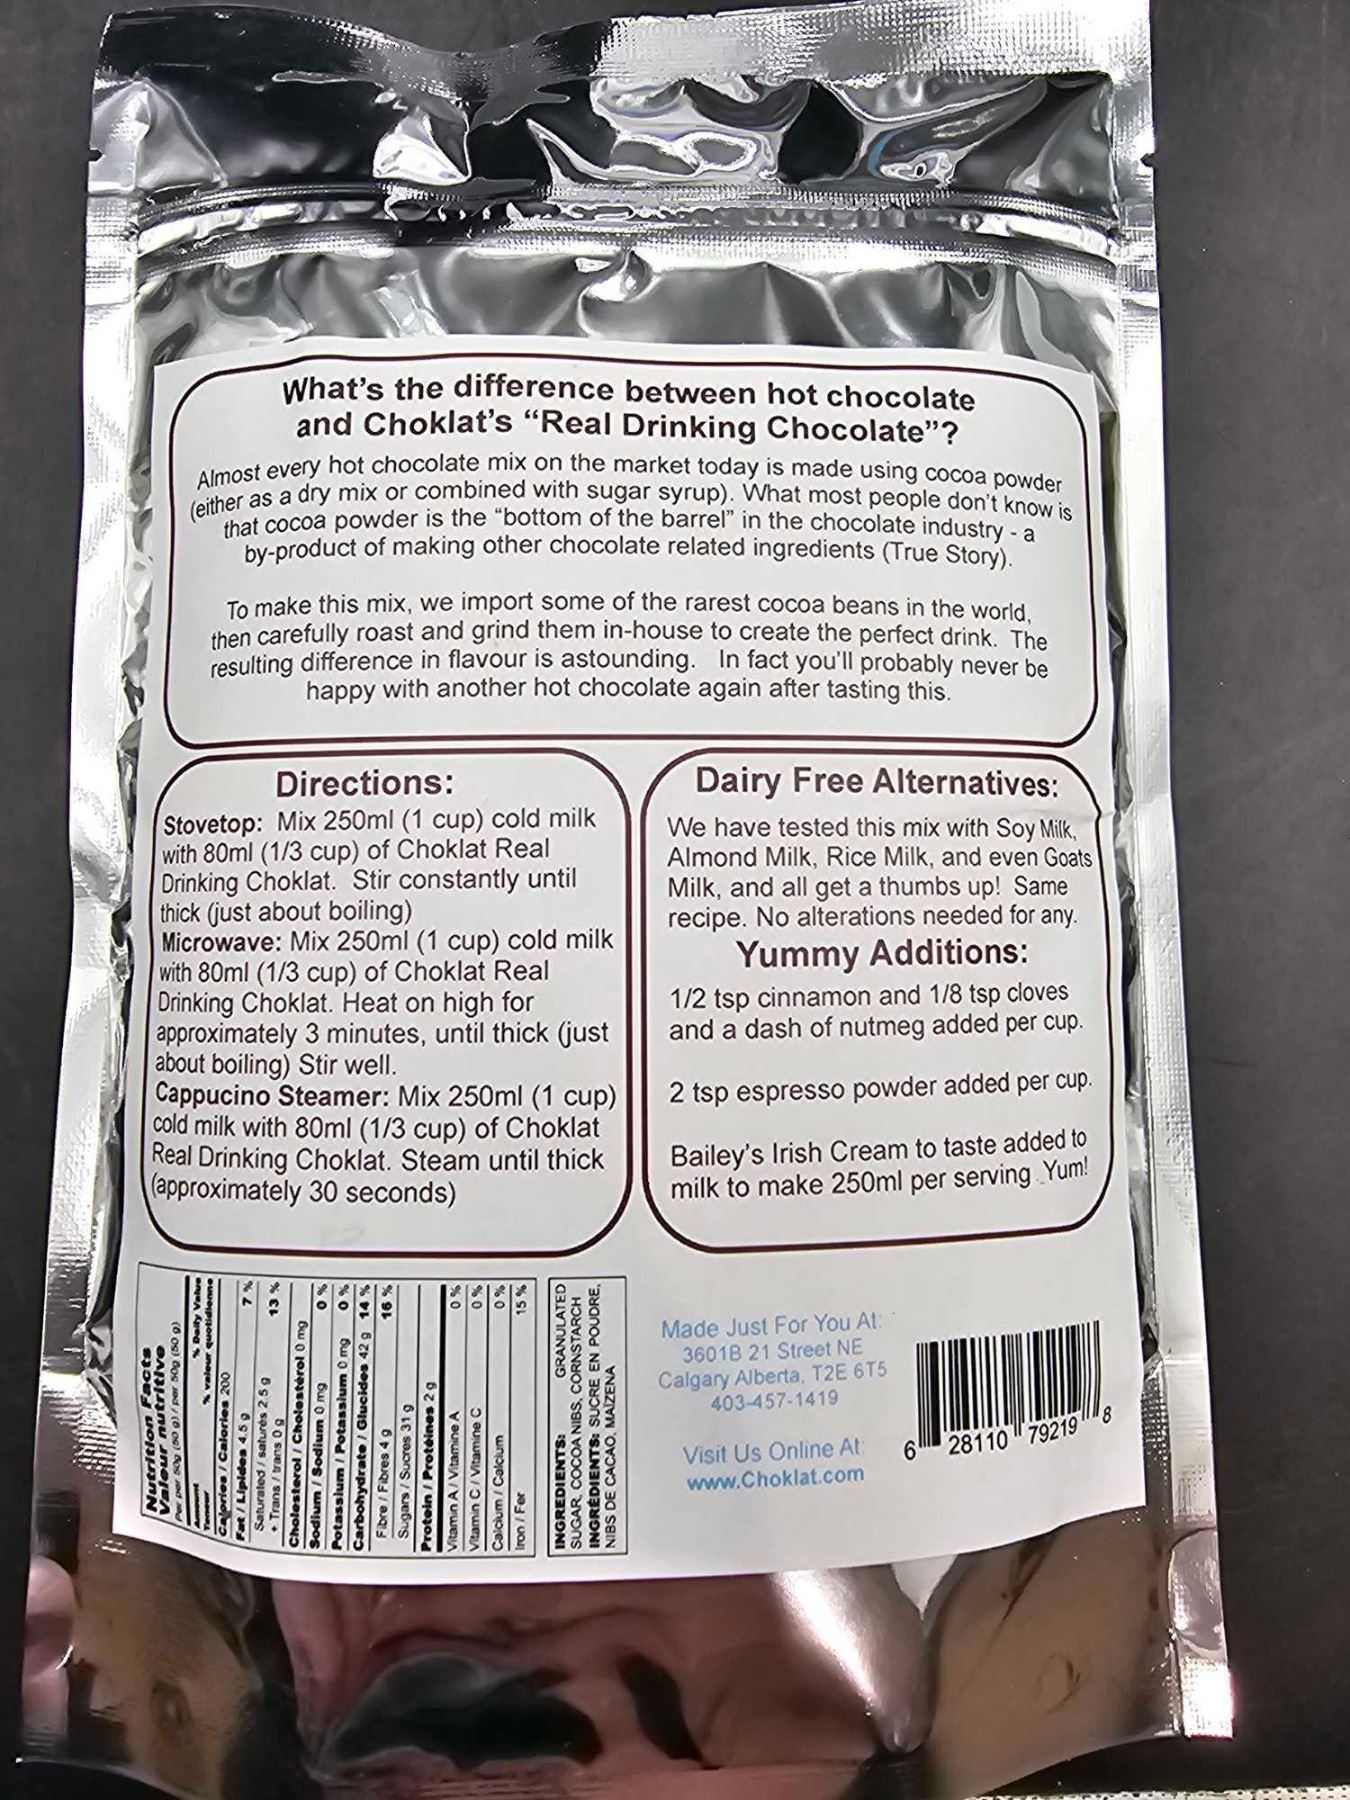 What's the difference between hot chocolate
and Choklat's “Real Drinking Chocolate”?
Almost every hot chocolate mix on the market today is made using cocoa powder
(either as a dry mix or combined with sugar syrup). What most people don't know is
that cocoa powder is the “bottom of the barrel” in the chocolate industry - a
by-product of making other chocolate related ingredients (True Story).
To make this mix, we import some of the rarest cocoa beans in the world,
then carefully roast and grind them in-house to create the perfect drink. The
resulting difference in flavour is astounding. In fact you'll probably never be
happy with another hot chocolate again after tasting this.
Directions:
Stovetop: Mix 250ml (1 cup) cold milk
with 80ml (1/3 cup) of Choklat Real
Drinking Choklat. Stir constantly until
thick (just about boiling)
Microwave: Mix 250ml (1 cup) cold milk
with 80ml (1/3 cup) of Choklat Real
Drinking Choklat. Heat on high for
approximately 3 minutes, until thick (just
about boiling) Stir well.
Cappucino Steamer: Mix 250ml (1 cup)
cold milk with 80ml (1/3 cup) of Choklat
Real Drinking Choklat. Steam until thick
(approximately 30 seconds)
Dairy Free Alternatives:
We have tested this mix with Soy Milk,
Almond Milk, Rice Milk, and even Goats
Milk, and all get a thumbs up! Same
recipe. No alterations needed for any.
Yummy Additions:
1/2 tsp cinnamon and 1/8 tsp cloves
and a dash of nutmeg added per cup.
2 tsp espresso powder added per cup.
Bailey's Irish Cream to taste added to
milk to make 250ml per serving. Yum!
Nutrition Facts
Valeur nutritive
Per per 50g (50 g) / per 50g (50 g)
Amount % Daily Value
Teneur % valeur quotidienne
Calories / Calories 200
Fat / Lipides 4.5 g 7 %
Saturated / saturés 2.5 g
+ Trans / trans 0 g 13 %
Cholesterol / Cholestérol 0 mg
Sodium / Sodium 0 mg 0 %
Potassium / Potassium 0 mg 0 %
Carbohydrate / Glucides 42 g 14 %
Fibre / Fibres 4 g 16 %
Sugars / Sucres 31 g
Protein / Protéines 2 g
Vitamin A / Vitamine A 0 %
Vitamin C / Vitamine C 0 %
Calcium / Calcium 0 %
Iron / Fer 15 %
INGREDIENTS: GRANULATED
SUGAR, COCOA NIBS, CORNSTARCH
INGRÉDIENTS: SUCRE EN POUDRE,
NIBS DE CACAO, MAÏZENA
Made Just For You At:
3601B 21 Street NE
Calgary Alberta, T2E 6T5
403-457-1419
Visit Us Online At:
www.Choklat.com
6 28110 79219 8